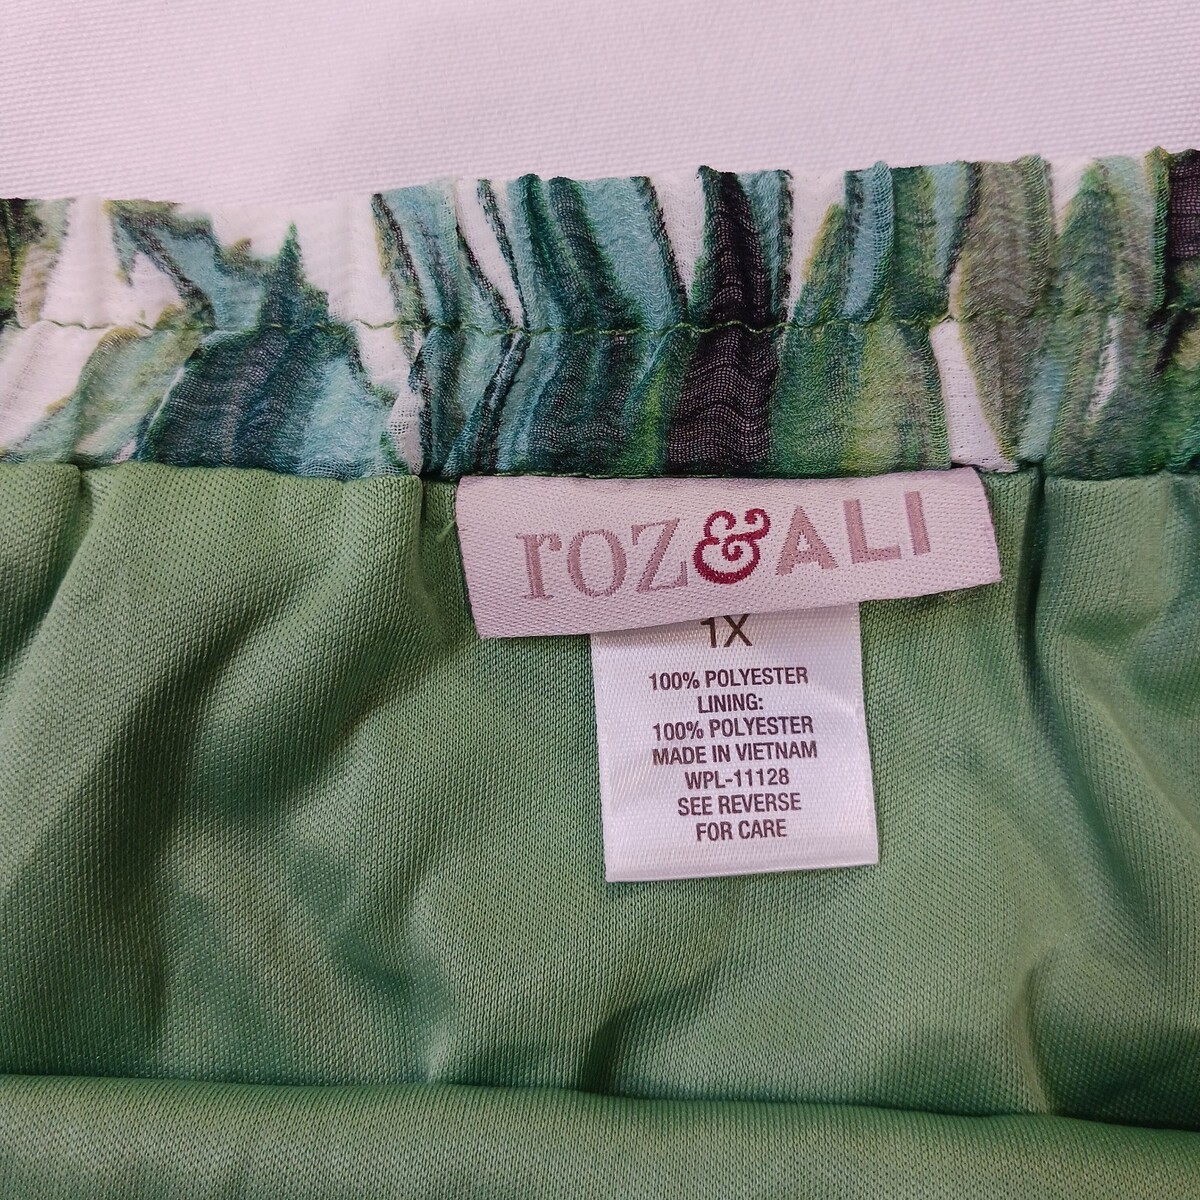 roz&ALI
1X
100% POLYESTER
LINING:
100% POLYESTER
MADE IN VIETNAM
WPL-11128
SEE REVERSE
FOR CARE